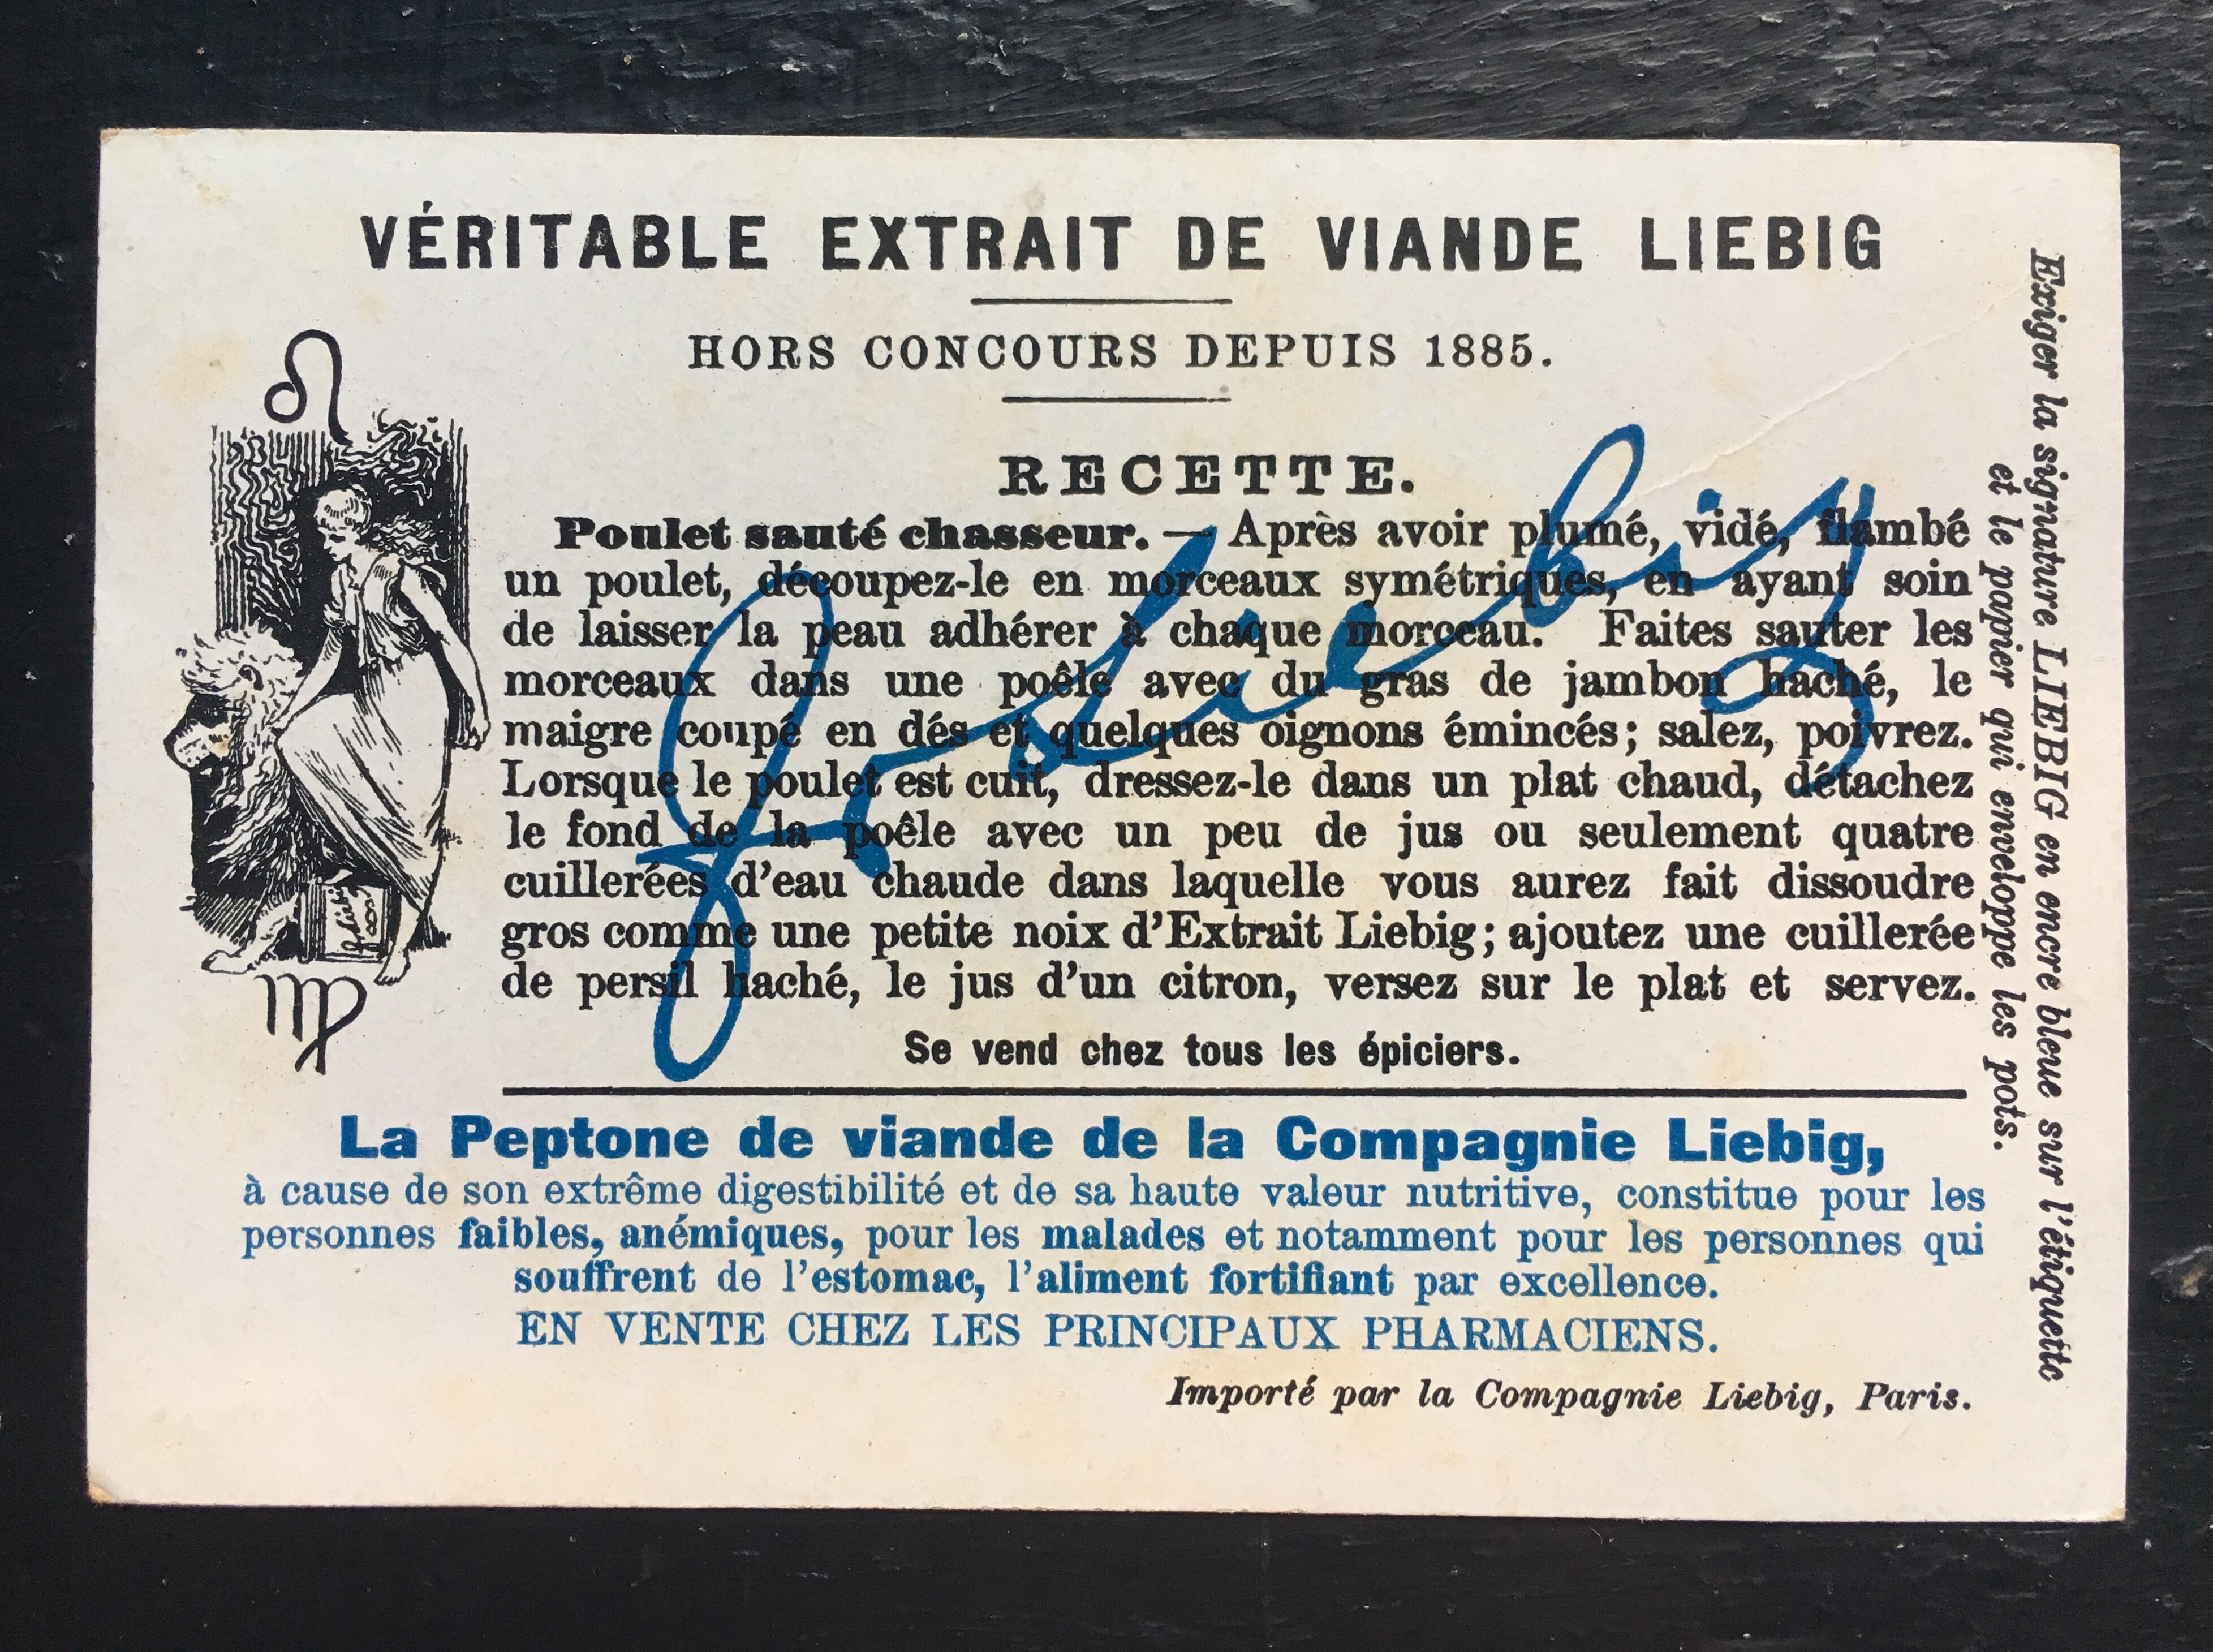 VÉRITABLE EXTRAIT DE VIANDE LIEBIG
HORS CONCOURS DEPUIS 1885.
RECETTE.
Poulet sauté chasseur. — Après avoir plumé, vidé, flambé
un poulet, découpez-le en morceaux symétriques, en ayant soin
de laisser la peau adhérer à chaque morceau. Faites sauter les
morceaux dans une poêle avec du gras de jambon haché, le
maigre coupé en dés et quelques oignons émincés; salez, poivrez.
Lorsque le poulet est cuit, dressez-le dans un plat chaud, détachez
le fond de la poêle avec un peu de jus ou seulement quatre
cuillerées d'eau chaude dans laquelle vous aurez fait dissoudre
gros comme une petite noix d'Extrait Liebig; ajoutez une cuillerée
de persil haché, le jus d'un citron, versez sur le plat et servez.
Se vend chez tous les épiciers.
J v Liebig
La Peptone de viande de la Compagnie Liebig,
à cause de son extrême digestibilité et de sa haute valeur nutritive, constitue pour les
personnes faibles, anémiques, pour les malades et notamment pour les personnes qui
souffrent de l'estomac, l'aliment fortifiant par excellence.
EN VENTE CHEZ LES PRINCIPAUX PHARMACIENS.
Importé par la Compagnie Liebig, Paris.
Exiger la signature LIEBIG en encre bleue sur l'étiquette
et le papier qui enveloppe les pots.